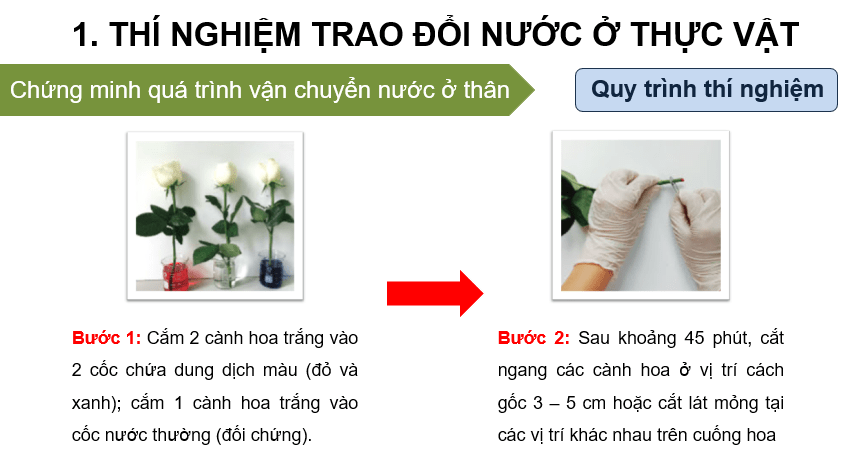 1. THÍ NGHIỆM TRAO ĐỔI NƯỚC Ở THỰC VẬT
Chứng minh quá trình vận chuyển nước ở thân
Quy trình thí nghiệm
Bước 1: Cắm 2 cành hoa trắng vào
2 cốc chứa dung dịch màu (đỏ và
xanh); cắm 1 cành hoa trắng vào
cốc nước thường (đối chứng).
Bước 2: Sau khoảng 45 phút, cắt
ngang các cành hoa ở vị trí cách
gốc 3 – 5 cm hoặc cắt lát mỏng tại
các vị trí khác nhau trên cuống hoa